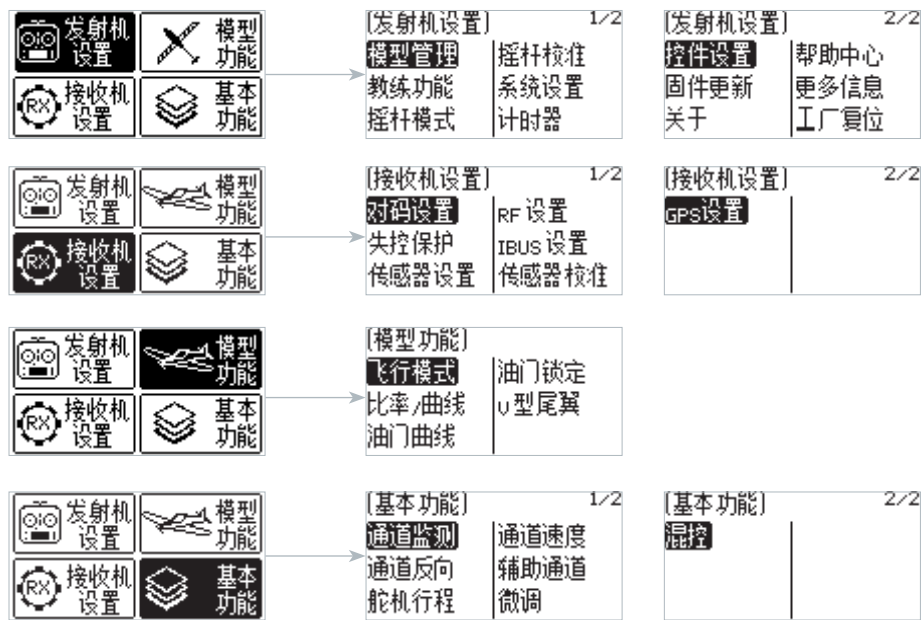 发射机设置
模型功能
RX 接收机设置
基本功能
[发射机设置] 1/2
模型管理 摇杆校准
教练功能 系统设置
摇杆模式 计时器
[发射机设置] 2/2
控件设置 帮助中心
固件更新 更多信息
关于 工厂复位
发射机设置
模型功能
RX 接收机设置
基本功能
[接收机设置] 1/2
对码设置 RF 设置
失控保护 IBUS 设置
传感器设置 传感器校准
[接收机设置] 2/2
GPS设置
发射机设置
模型功能
RX 接收机设置
基本功能
[模型功能]
飞行模式 油门锁定
比率/曲线 V 型尾翼
油门曲线
发射机设置
模型功能
RX 接收机设置
基本功能
[基本功能] 1/2
通道监测 通道速度
通道反向 辅助通道
舵机行程 微调
[基本功能] 2/2
混控